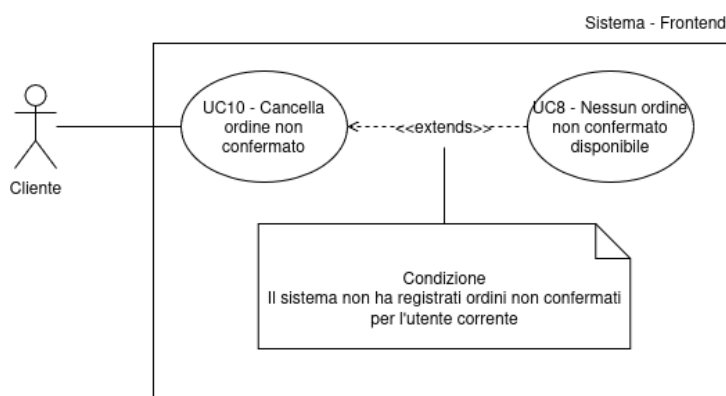 Sistema - Frontend
UC10 - Cancella
ordine non
confermato
<<extends>>
UC8 - Nessun ordine
non confermato
disponibile
Cliente
Condizione
Il sistema non ha registrati ordini non confermati
per l'utente corrente